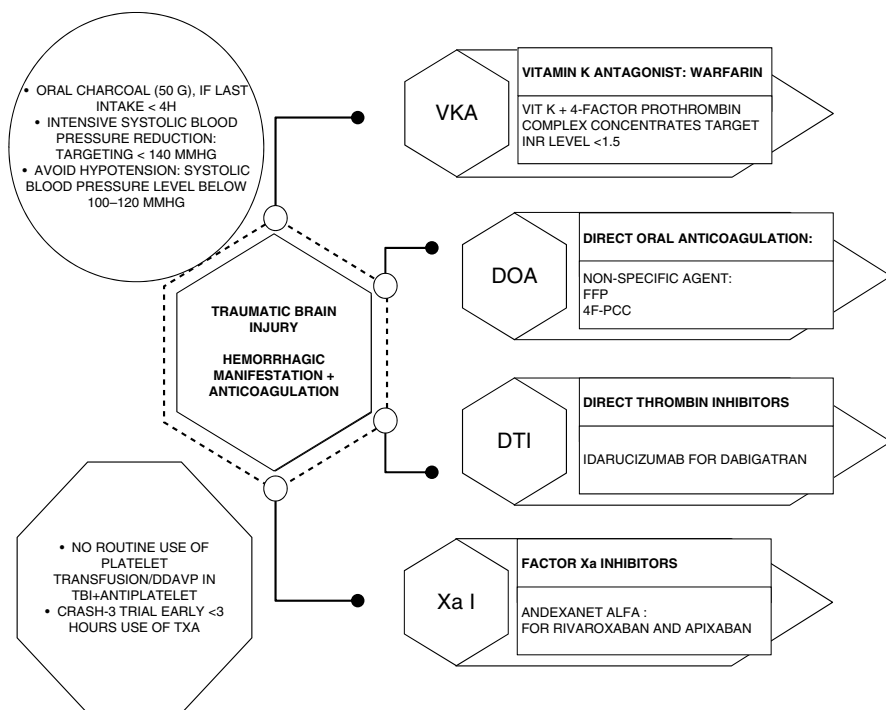 • ORAL CHARCOAL (50 G), IF LAST
INTAKE < 4H
• INTENSIVE SYSTOLIC BLOOD
PRESSURE REDUCTION:
TARGETING < 140 MMHG
• AVOID HYPOTENSION: SYSTOLIC
BLOOD PRESSURE LEVEL BELOW
100–120 MMHG
VKA
VITAMIN K ANTAGONIST: WARFARIN
VIT K + 4-FACTOR PROTHROMBIN
COMPLEX CONCENTRATES TARGET
INR LEVEL <1.5
DOA
DIRECT ORAL ANTICOAGULATION:
NON-SPECIFIC AGENT:
FFP
4F-PCC
TRAUMATIC BRAIN
INJURY
HEMORRHAGIC
MANIFESTATION +
ANTICOAGULATION
DTI
DIRECT THROMBIN INHIBITORS
IDARUCIZUMAB FOR DABIGATRAN
• NO ROUTINE USE OF
PLATELET
TRANSFUSION/DDAVP IN
TBI+ANTIPLATELET
• CRASH-3 TRIAL EARLY <3
HOURS USE OF TXA
Xa I
FACTOR Xa INHIBITORS
ANDEXANET ALFA :
FOR RIVAROXABAN AND APIXABAN